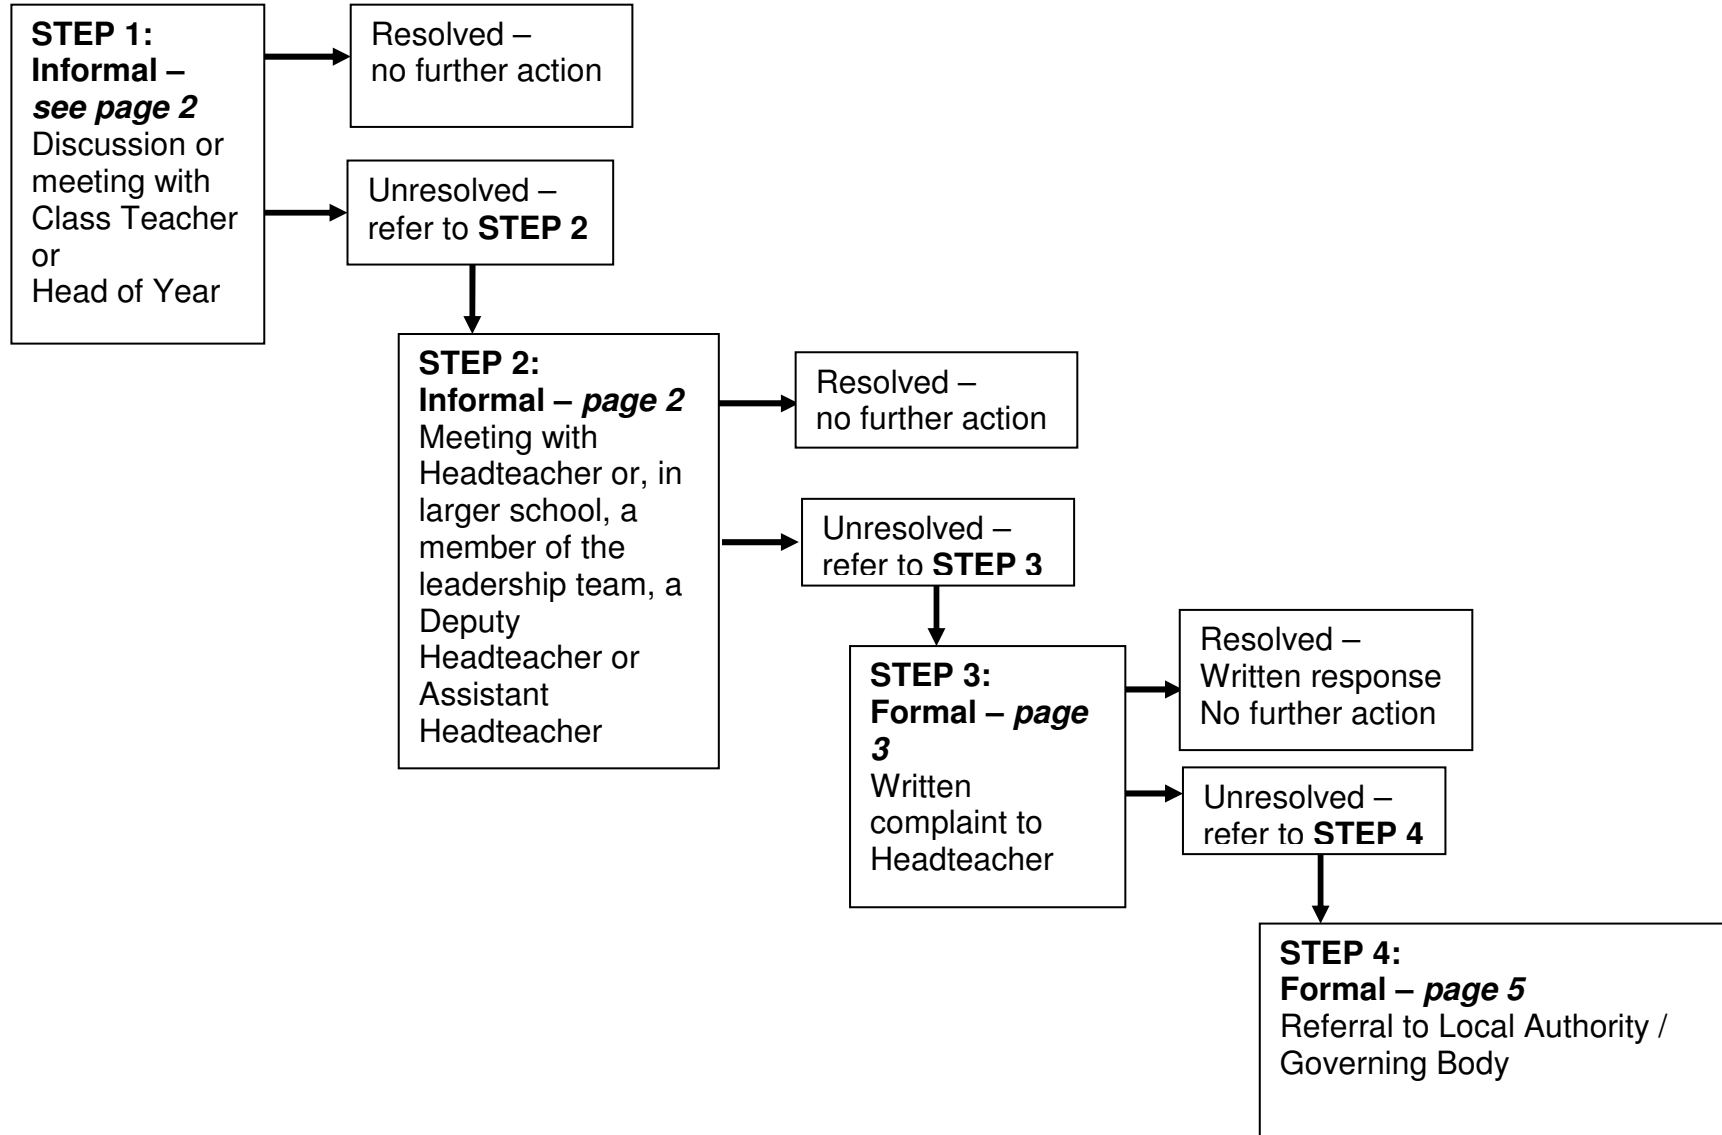 STEP 1:
Informal –
see page 2
Discussion or
meeting with
Class Teacher
or
Head of Year
Resolved –
no further action
Unresolved –
refer to STEP 2
STEP 2:
Informal – page 2
Meeting with
Headteacher or, in
larger school, a
member of the
leadership team, a
Deputy
Headteacher or
Assistant
Headteacher
Resolved –
no further action
Unresolved –
refer to STEP 3
STEP 3:
Formal – page
3
Written
complaint to
Headteacher
Resolved –
Written response
No further action
Unresolved –
refer to STEP 4
STEP 4:
Formal – page 5
Referral to Local Authority /
Governing Body